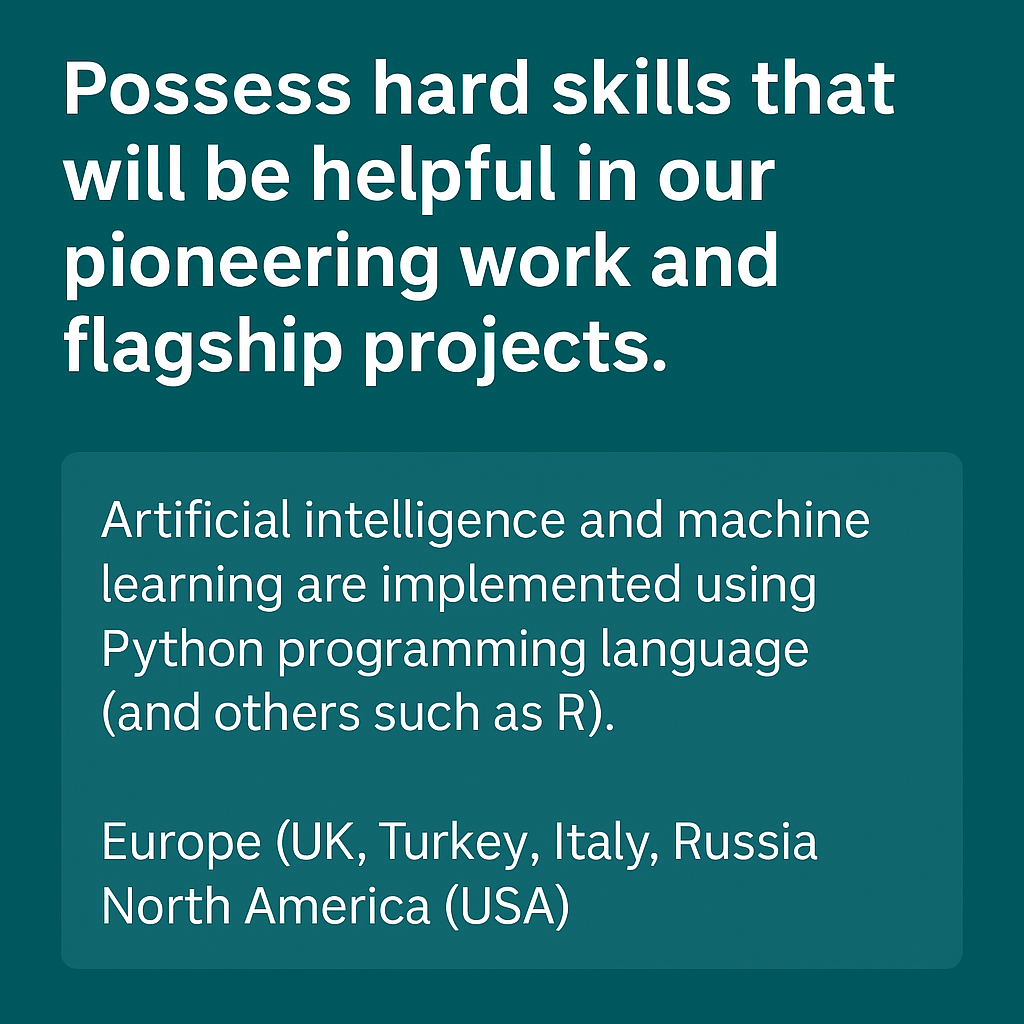 Possess hard skills that
will be helpful in our
pioneering work and
flagship projects.
Artificial intelligence and machine
learning are implemented using
Python programming language
(and others such as R).
Europe (UK, Turkey, Italy, Russia
North America (USA)